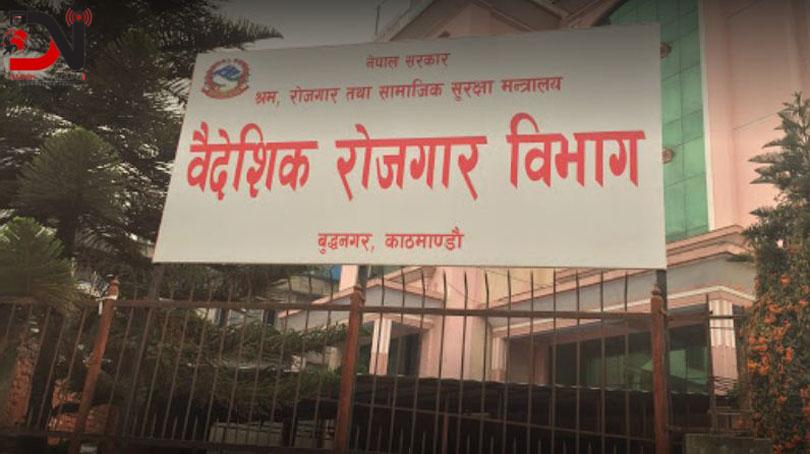 नेपाल सरकार
श्रम, रोजगार तथा सामाजिक सुरक्षा मन्त्रालय
वैदेशिक रोजगार विभाग
बुद्धनगर, काठमाण्डौ